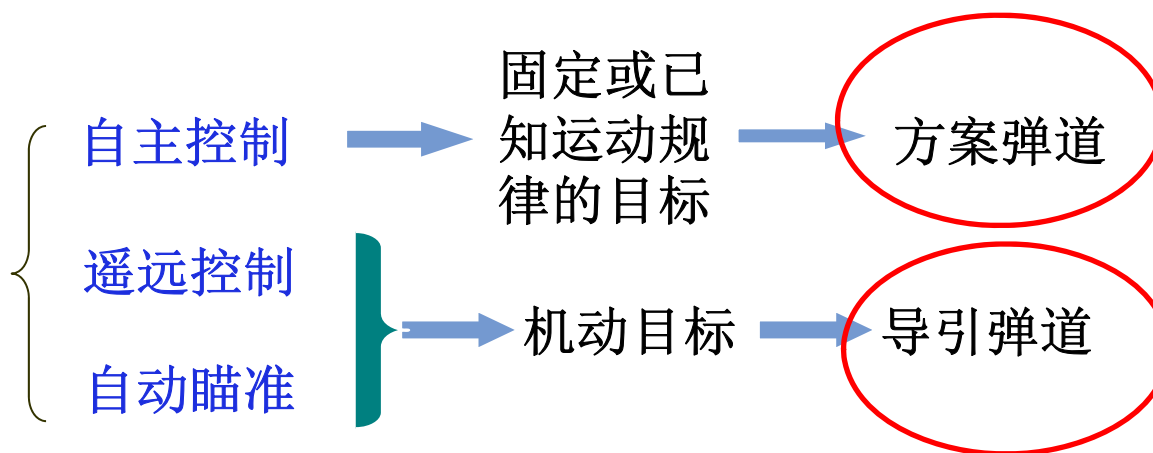 自主控制
固定或已
知运动规
律的目标
方案弹道
遥远控制
自动瞄准
机动目标
导引弹道